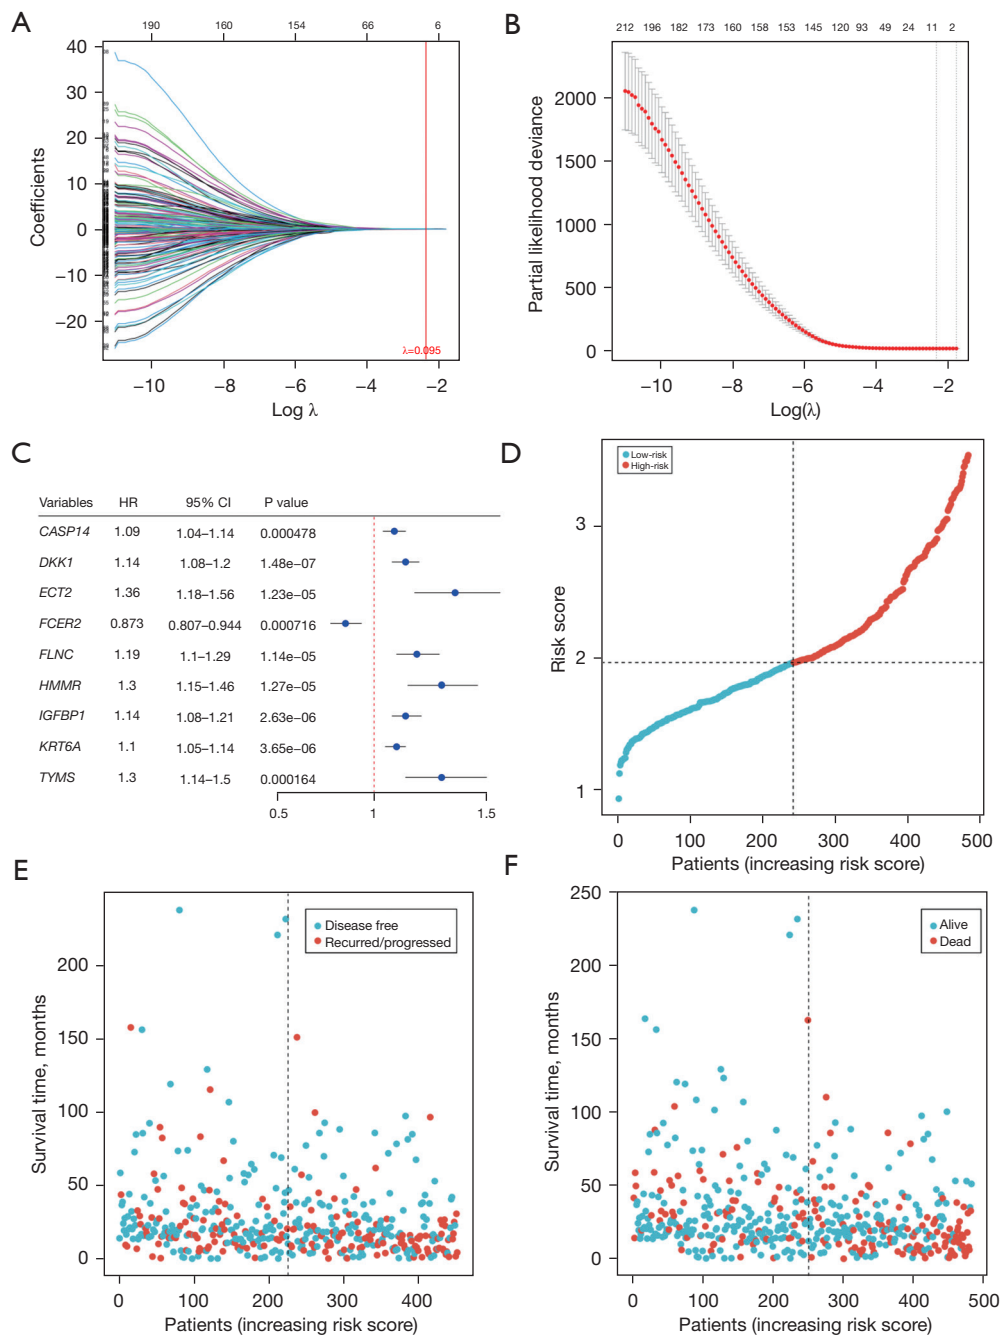 A
190 160 154 66 6
40
30
20
10
0
−10
−20
Coefficients
λ=0.095
−10 −8 −6 −4 −2
Log λ
B
212 196 182 173 160 158 153 145 120 93 49 24 11 2
2000
1500
1000
500
0
Partial likelihood deviance
−10 −8 −6 −4 −2
Log(λ)
C
Variables HR 95% CI P value
CASP14 1.09 1.04–1.14 0.000478
DKK1 1.14 1.08–1.2 1.48e−07
ECT2 1.36 1.18–1.56 1.23e−05
FCER2 0.873 0.807–0.944 0.000716
FLNC 1.19 1.1–1.29 1.14e−05
HMMR 1.3 1.15–1.46 1.27e−05
IGFBP1 1.14 1.08–1.21 2.63e−06
KRT6A 1.1 1.05–1.14 3.65e−06
TYMS 1.3 1.14–1.5 0.000164
0.5 1 1.5
D
Low-risk
High-risk
3
2
1
Risk score
0 100 200 300 400 500
Patients (increasing risk score)
E
Disease free
Recurred/progressed
200
150
100
50
0
Survival time, months
0 100 200 300 400
Patients (increasing risk score)
F
Alive
Dead
250
200
150
100
50
0
Survival time, months
0 100 200 300 400 500
Patients (increasing risk score)